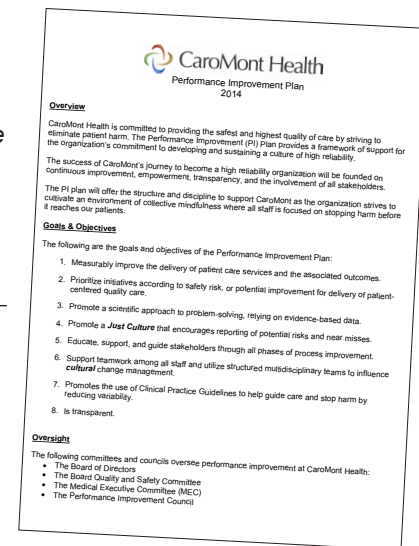 e
CaroMont Health
Performance Improvement Plan
2014
Overview
CaroMont Health is committed to providing the safest and highest quality of care by striving to
eliminate patient harm. The Performance Improvement (PI) Plan provides a framework of support for
the organization's commitment to developing and sustaining a culture of high reliability.
The success of CaroMont's journey to become a high reliability organization will be founded on
continuous improvement, empowerment, transparency, and the involvement of all stakeholders.
The PI plan will offer the structure and discipline to support CaroMont as the organization strives to
cultivate an environment of collective mindfulness where all staff is focused on stopping harm before
it reaches our patients.
Goals & Objectives
The following are the goals and objectives of the Performance Improvement Plan:
1. Measurably improve the delivery of patient care services and the associated outcomes.
2. Prioritize initiatives according to safety risk, or potential improvement for delivery of patient-
centered quality care.
3. Promote a scientific approach to problem-solving, relying on evidence-based data.
4. Promote a Just Culture that encourages reporting of potential risks and near misses.
5. Educate, support, and guide stakeholders through all phases of process improvement.
6. Support teamwork among all staff and utilize structured multidisciplinary teams to influence
cultural change management.
7. Promotes the use of Clinical Practice Guidelines to help guide care and stop harm by
reducing variability.
8. Is transparent.
Oversight
The following committees and councils oversee performance improvement at CaroMont Health:
• The Board of Directors
• The Board Quality and Safety Committee
• The Medical Executive Committee (MEC)
• The Performance Improvement Council